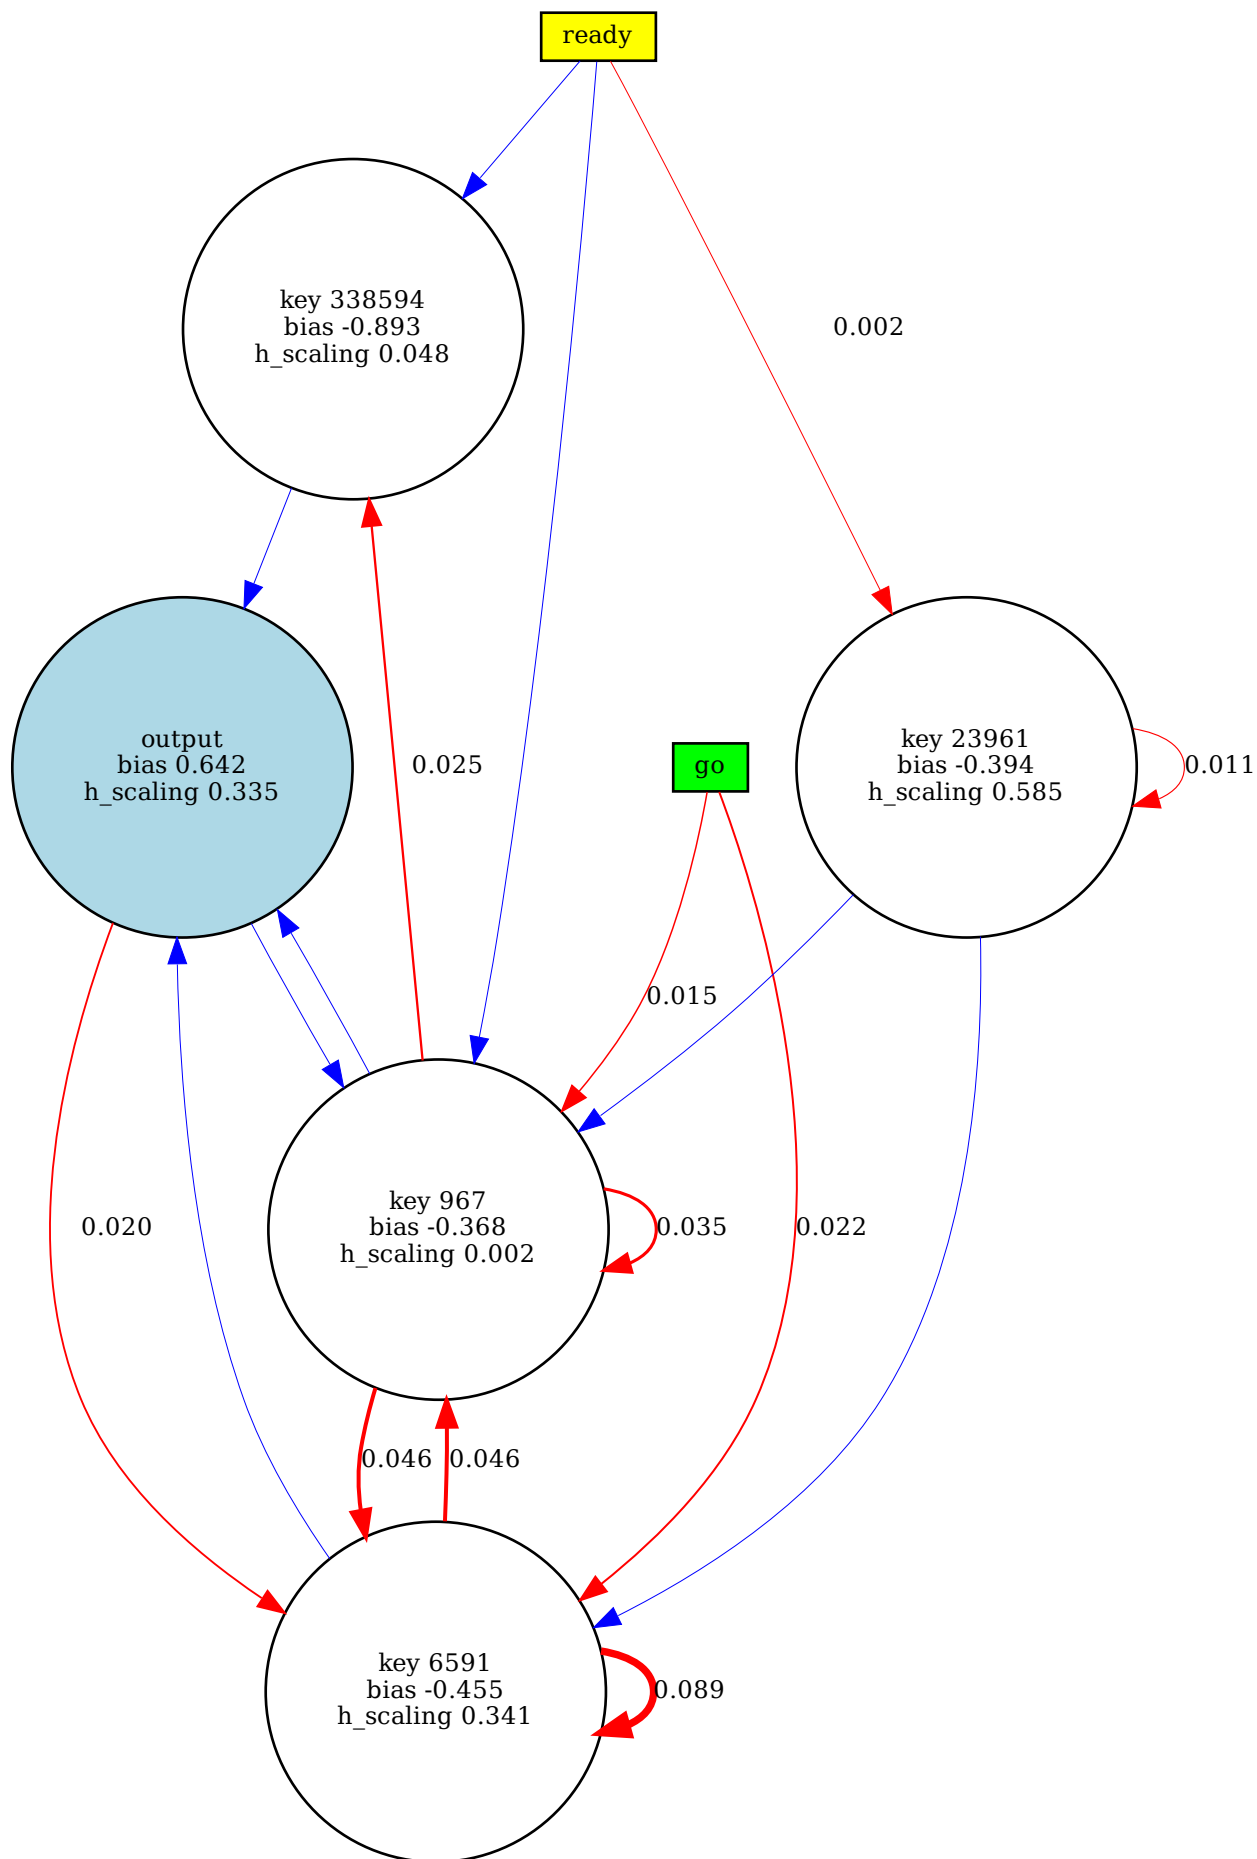 ready
key 338594
bias -0.893
h_scaling 0.048
0.002
output
bias 0.642
h_scaling 0.335
0.025
go
key 23961
bias -0.394
h_scaling 0.585
0.011
0.015
key 967
bias -0.368
h_scaling 0.002
0.020
0.035
0.022
0.046
0.046
key 6591
bias -0.455
h_scaling 0.341
0.089